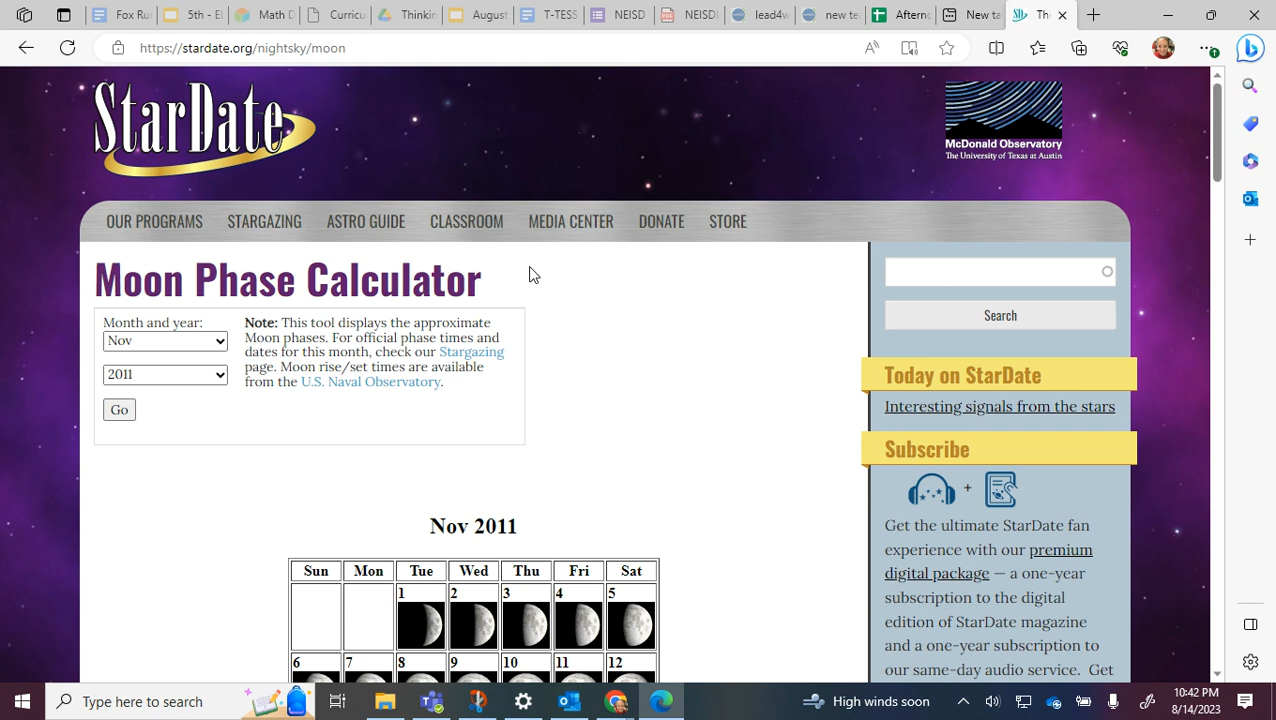 Fox Ru
5th - El
Math D
Curricu
Thinkin
August
T-TESS
NEISD
NEISDI
lead4w
new te
Afterno
New ta
Thi
https://stardate.org/nightsky/moon
StarDate
McDonald Observatory
The University of Texas at Austin
OUR PROGRAMS STARGAZING ASTRO GUIDE CLASSROOM MEDIA CENTER DONATE STORE
Moon Phase Calculator
Month and year:
Nov
2011
Go
Note: This tool displays the approximate
Moon phases. For official phase times and
dates for this month, check our Stargazing
page. Moon rise/set times are available
from the U.S. Naval Observatory.
Nov 2011
Sun Mon Tue Wed Thu Fri Sat
1 2 3 4 5
6 7 8 9 10 11 12
Search
Today on StarDate
Interesting signals from the stars
Subscribe
+
Get the ultimate StarDate fan
experience with our premium
digital package — a one-year
subscription to the digital
edition of StarDate magazine
and a one-year subscription to
our same-day audio service. Get
Type here to search
High winds soon
10:42 PM
8/14/2023